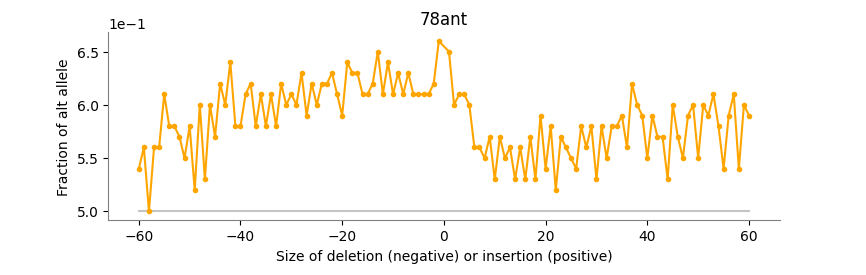 78ant
1e−1
6.5
6.0
5.5
5.0
Fraction of alt allele
−60 −40 −20 0 20 40 60
Size of deletion (negative) or insertion (positive)